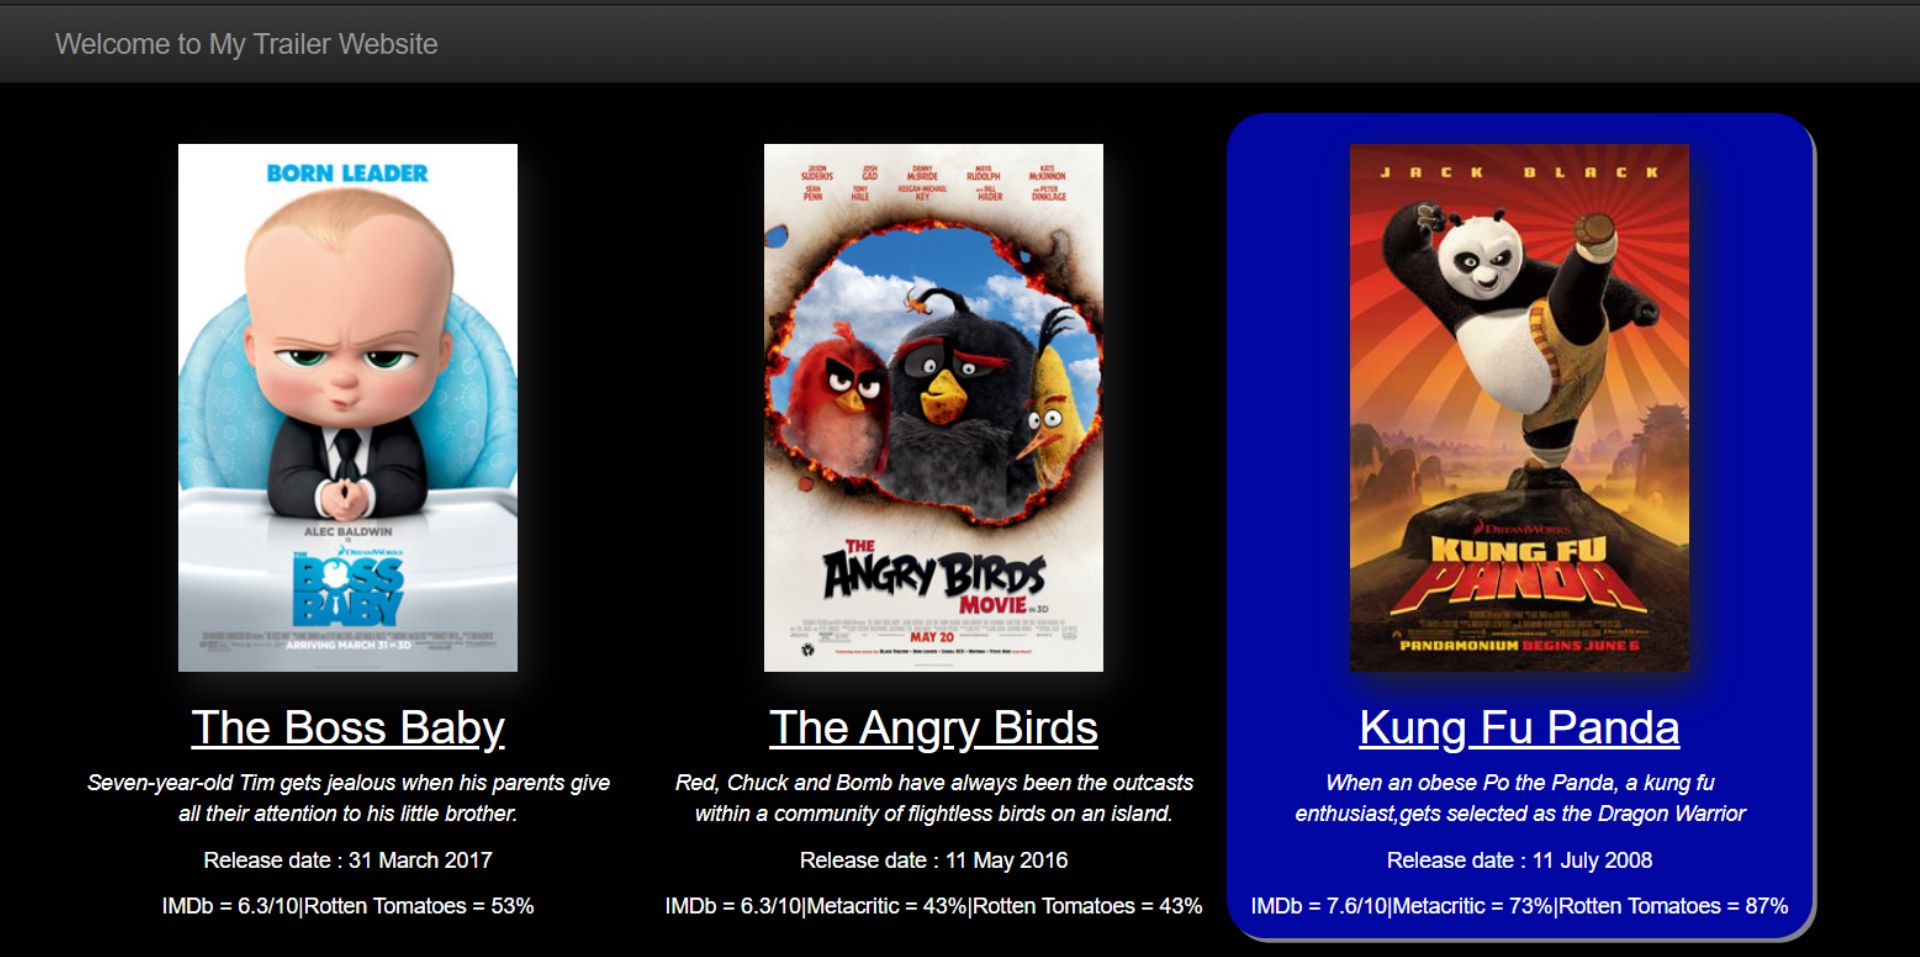 Welcome to My Trailer Website
BORN LEADER
ALEC BALDWIN
IS
DREAMWORKS
THE
BOSS
BABY
ARRIVING MARCH 31 IN 3D
JASON SUDEIKIS JOSH GAD DANNY McBRIDE MAYA RUDOLPH KATE McKINNON
SEAN PENN TONY HALE KEEGAN-MICHAEL KEY WITH BILL HADER AND PETER DINKLAGE
THE
ANGRY BIRDS
MOVIE IN 3D
MAY 20
JACK BLACK
DREAMWORKS
KUNG FU
PANDA
PANDAMONIUM BEGINS JUNE 6
The Boss Baby
Seven-year-old Tim gets jealous when his parents give
all their attention to his little brother.
Release date : 31 March 2017
IMDb = 6.3/10|Rotten Tomatoes = 53%
The Angry Birds
Red, Chuck and Bomb have always been the outcasts
within a community of flightless birds on an island.
Release date : 11 May 2016
IMDb = 6.3/10|Metacritic = 43%|Rotten Tomatoes = 43%
Kung Fu Panda
When an obese Po the Panda, a kung fu
enthusiast,gets selected as the Dragon Warrior
Release date : 11 July 2008
IMDb = 7.6/10|Metacritic = 73%|Rotten Tomatoes = 87%